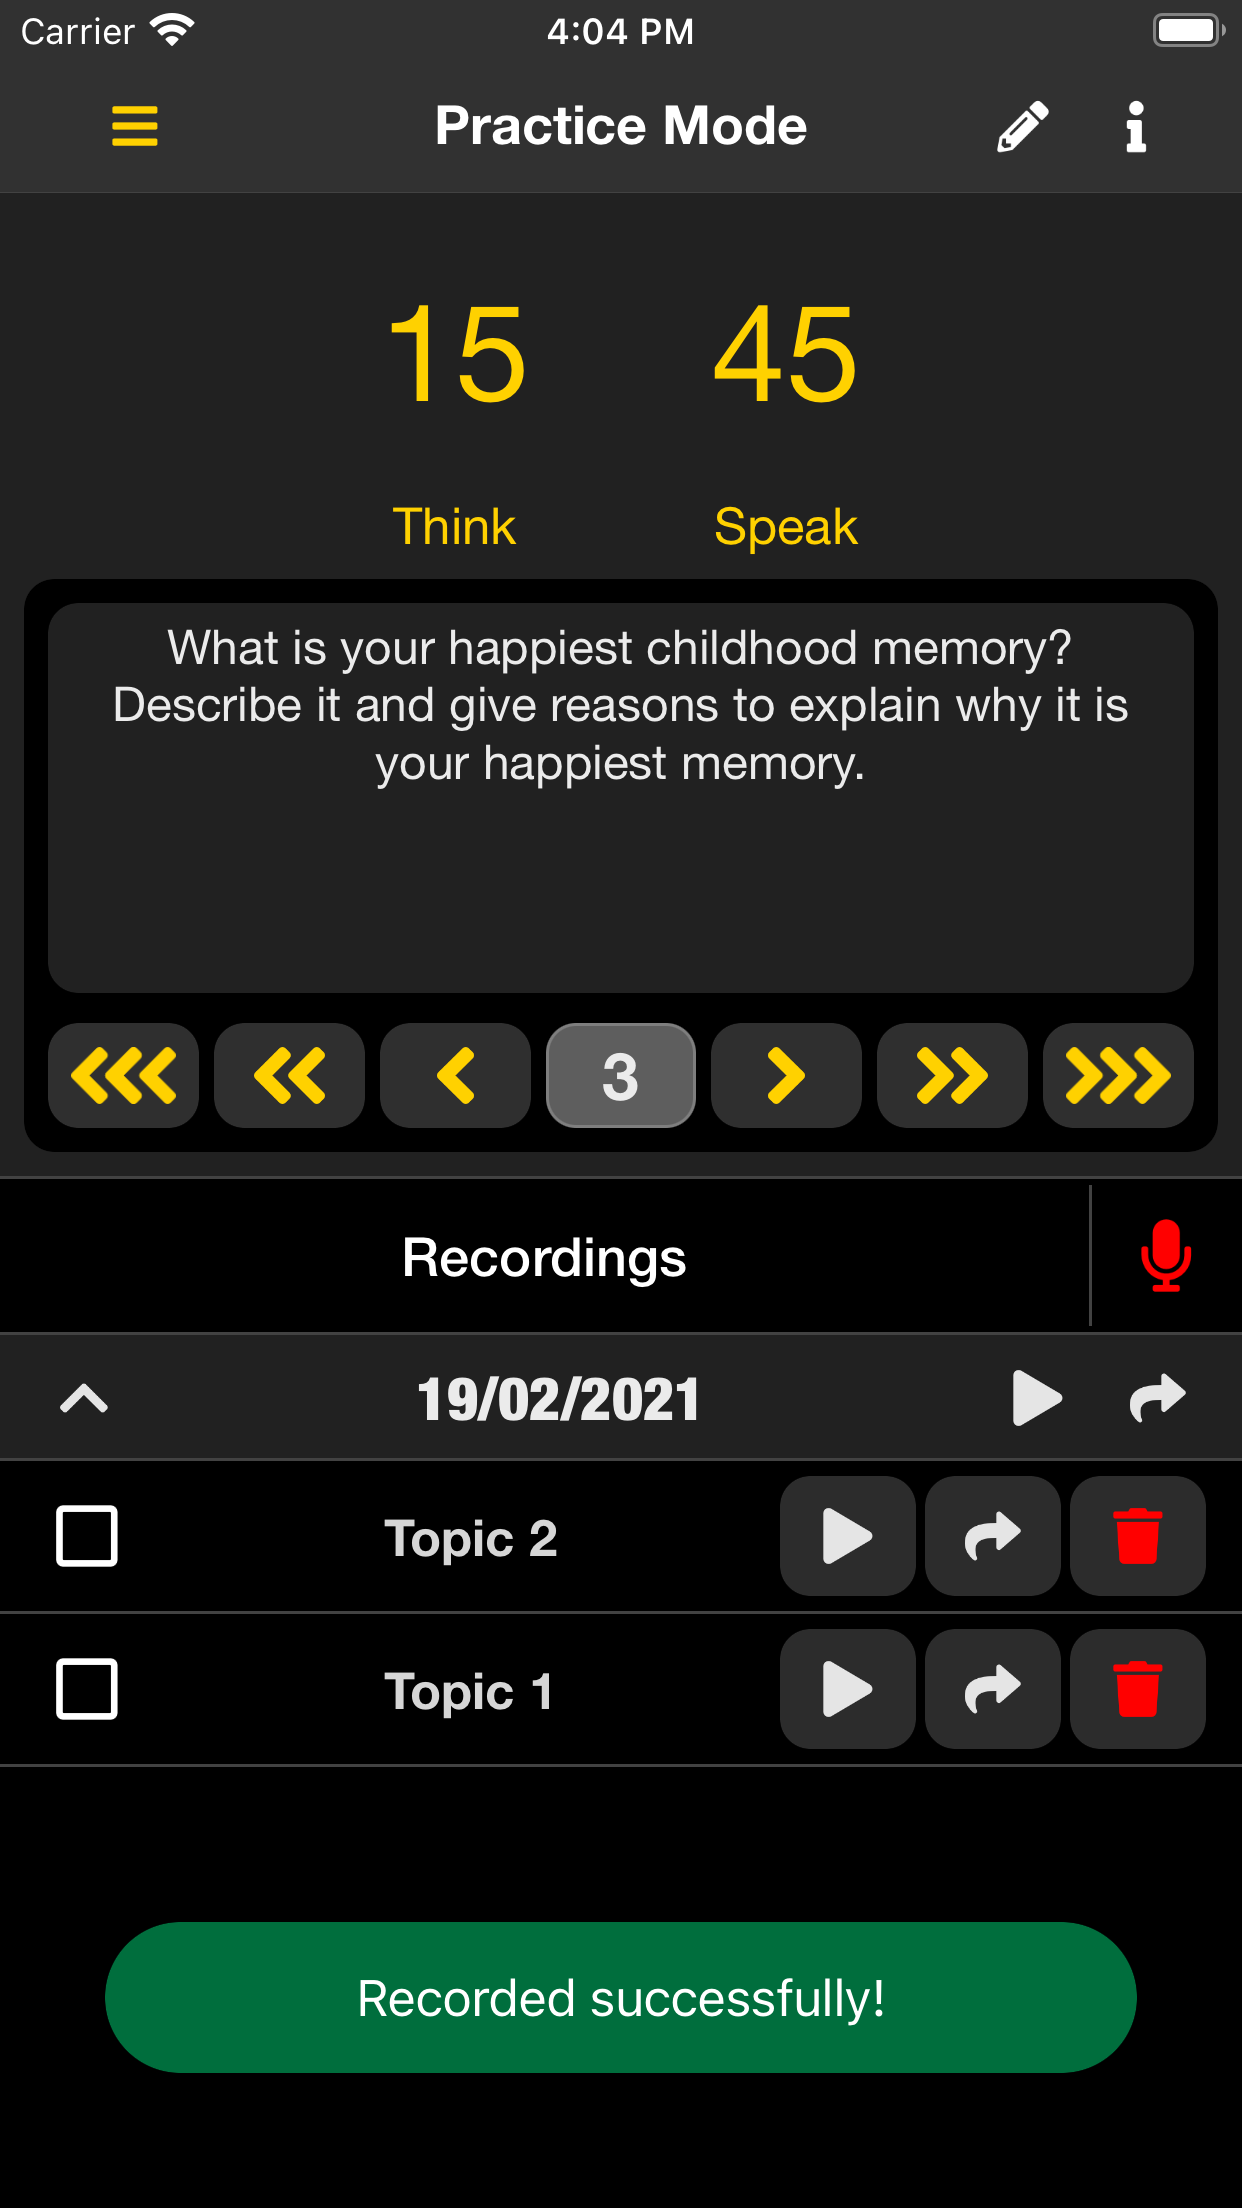 Carrier
4:04 PM
Practice Mode
15
45
Think
Speak
What is your happiest childhood memory?
Describe it and give reasons to explain why it is
your happiest memory.
3
Recordings
19/02/2021
Topic 2
Topic 1
Recorded successfully!